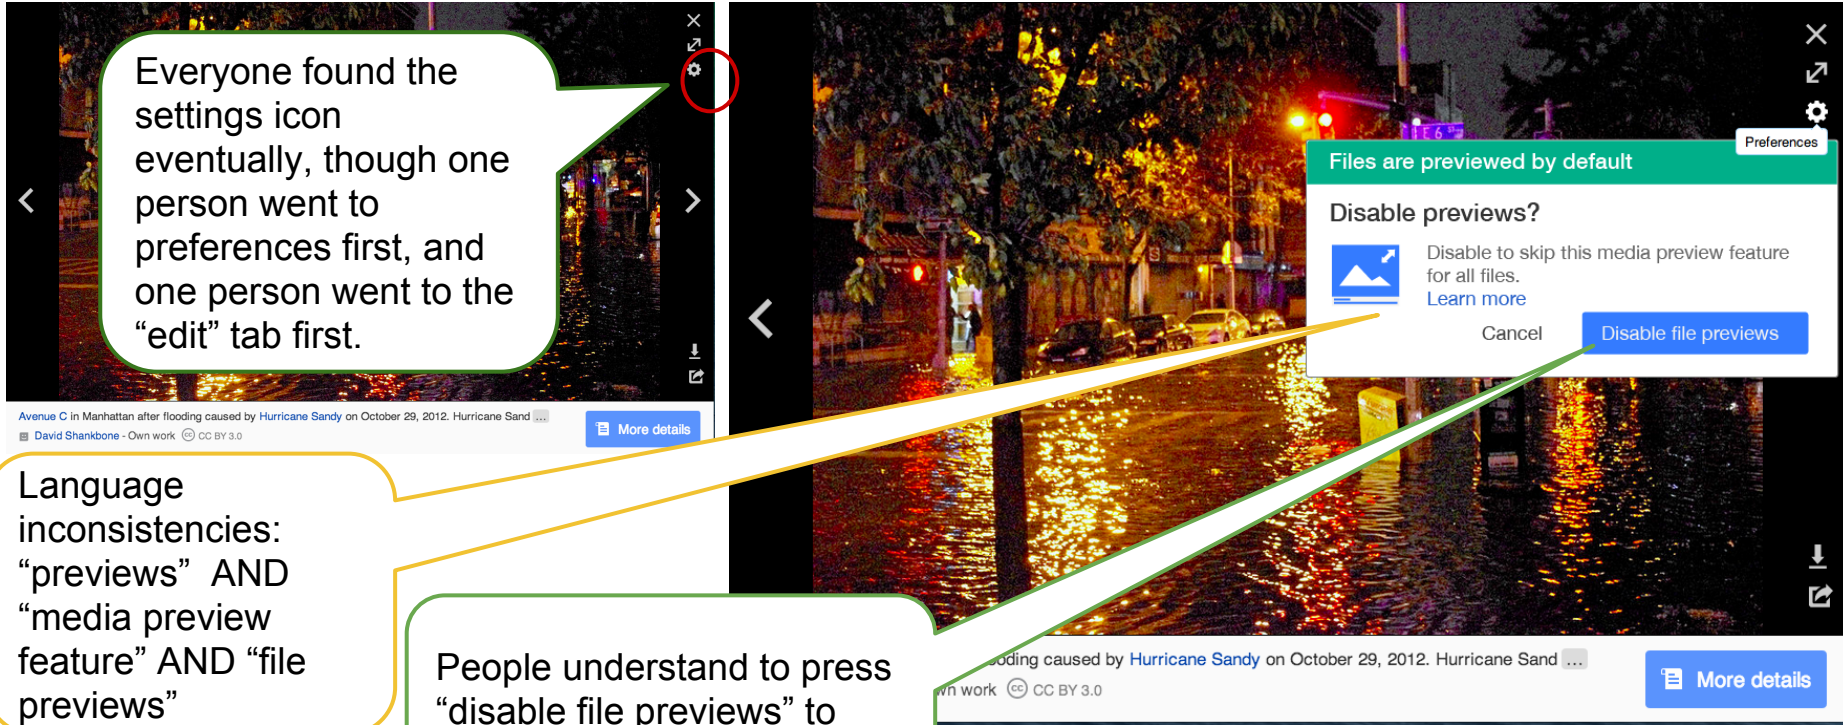 Everyone found the
settings icon
eventually, though one
person went to
preferences first, and
one person went to the
“edit” tab first.
Avenue C in Manhattan after flooding caused by Hurricane Sandy on October 29, 2012. Hurricane Sand ...
David Shankbone - Own work CC BY 3.0
More details
Language
inconsistencies:
“previews” AND
“media preview
feature” AND “file
previews”
People understand to press
“disable file previews” to
E 6 ST
Preferences
Files are previewed by default
Disable previews?
Disable to skip this media preview feature
for all files.
Learn more
Cancel
Disable file previews
oding caused by Hurricane Sandy on October 29, 2012. Hurricane Sand ...
wn work CC BY 3.0
More details